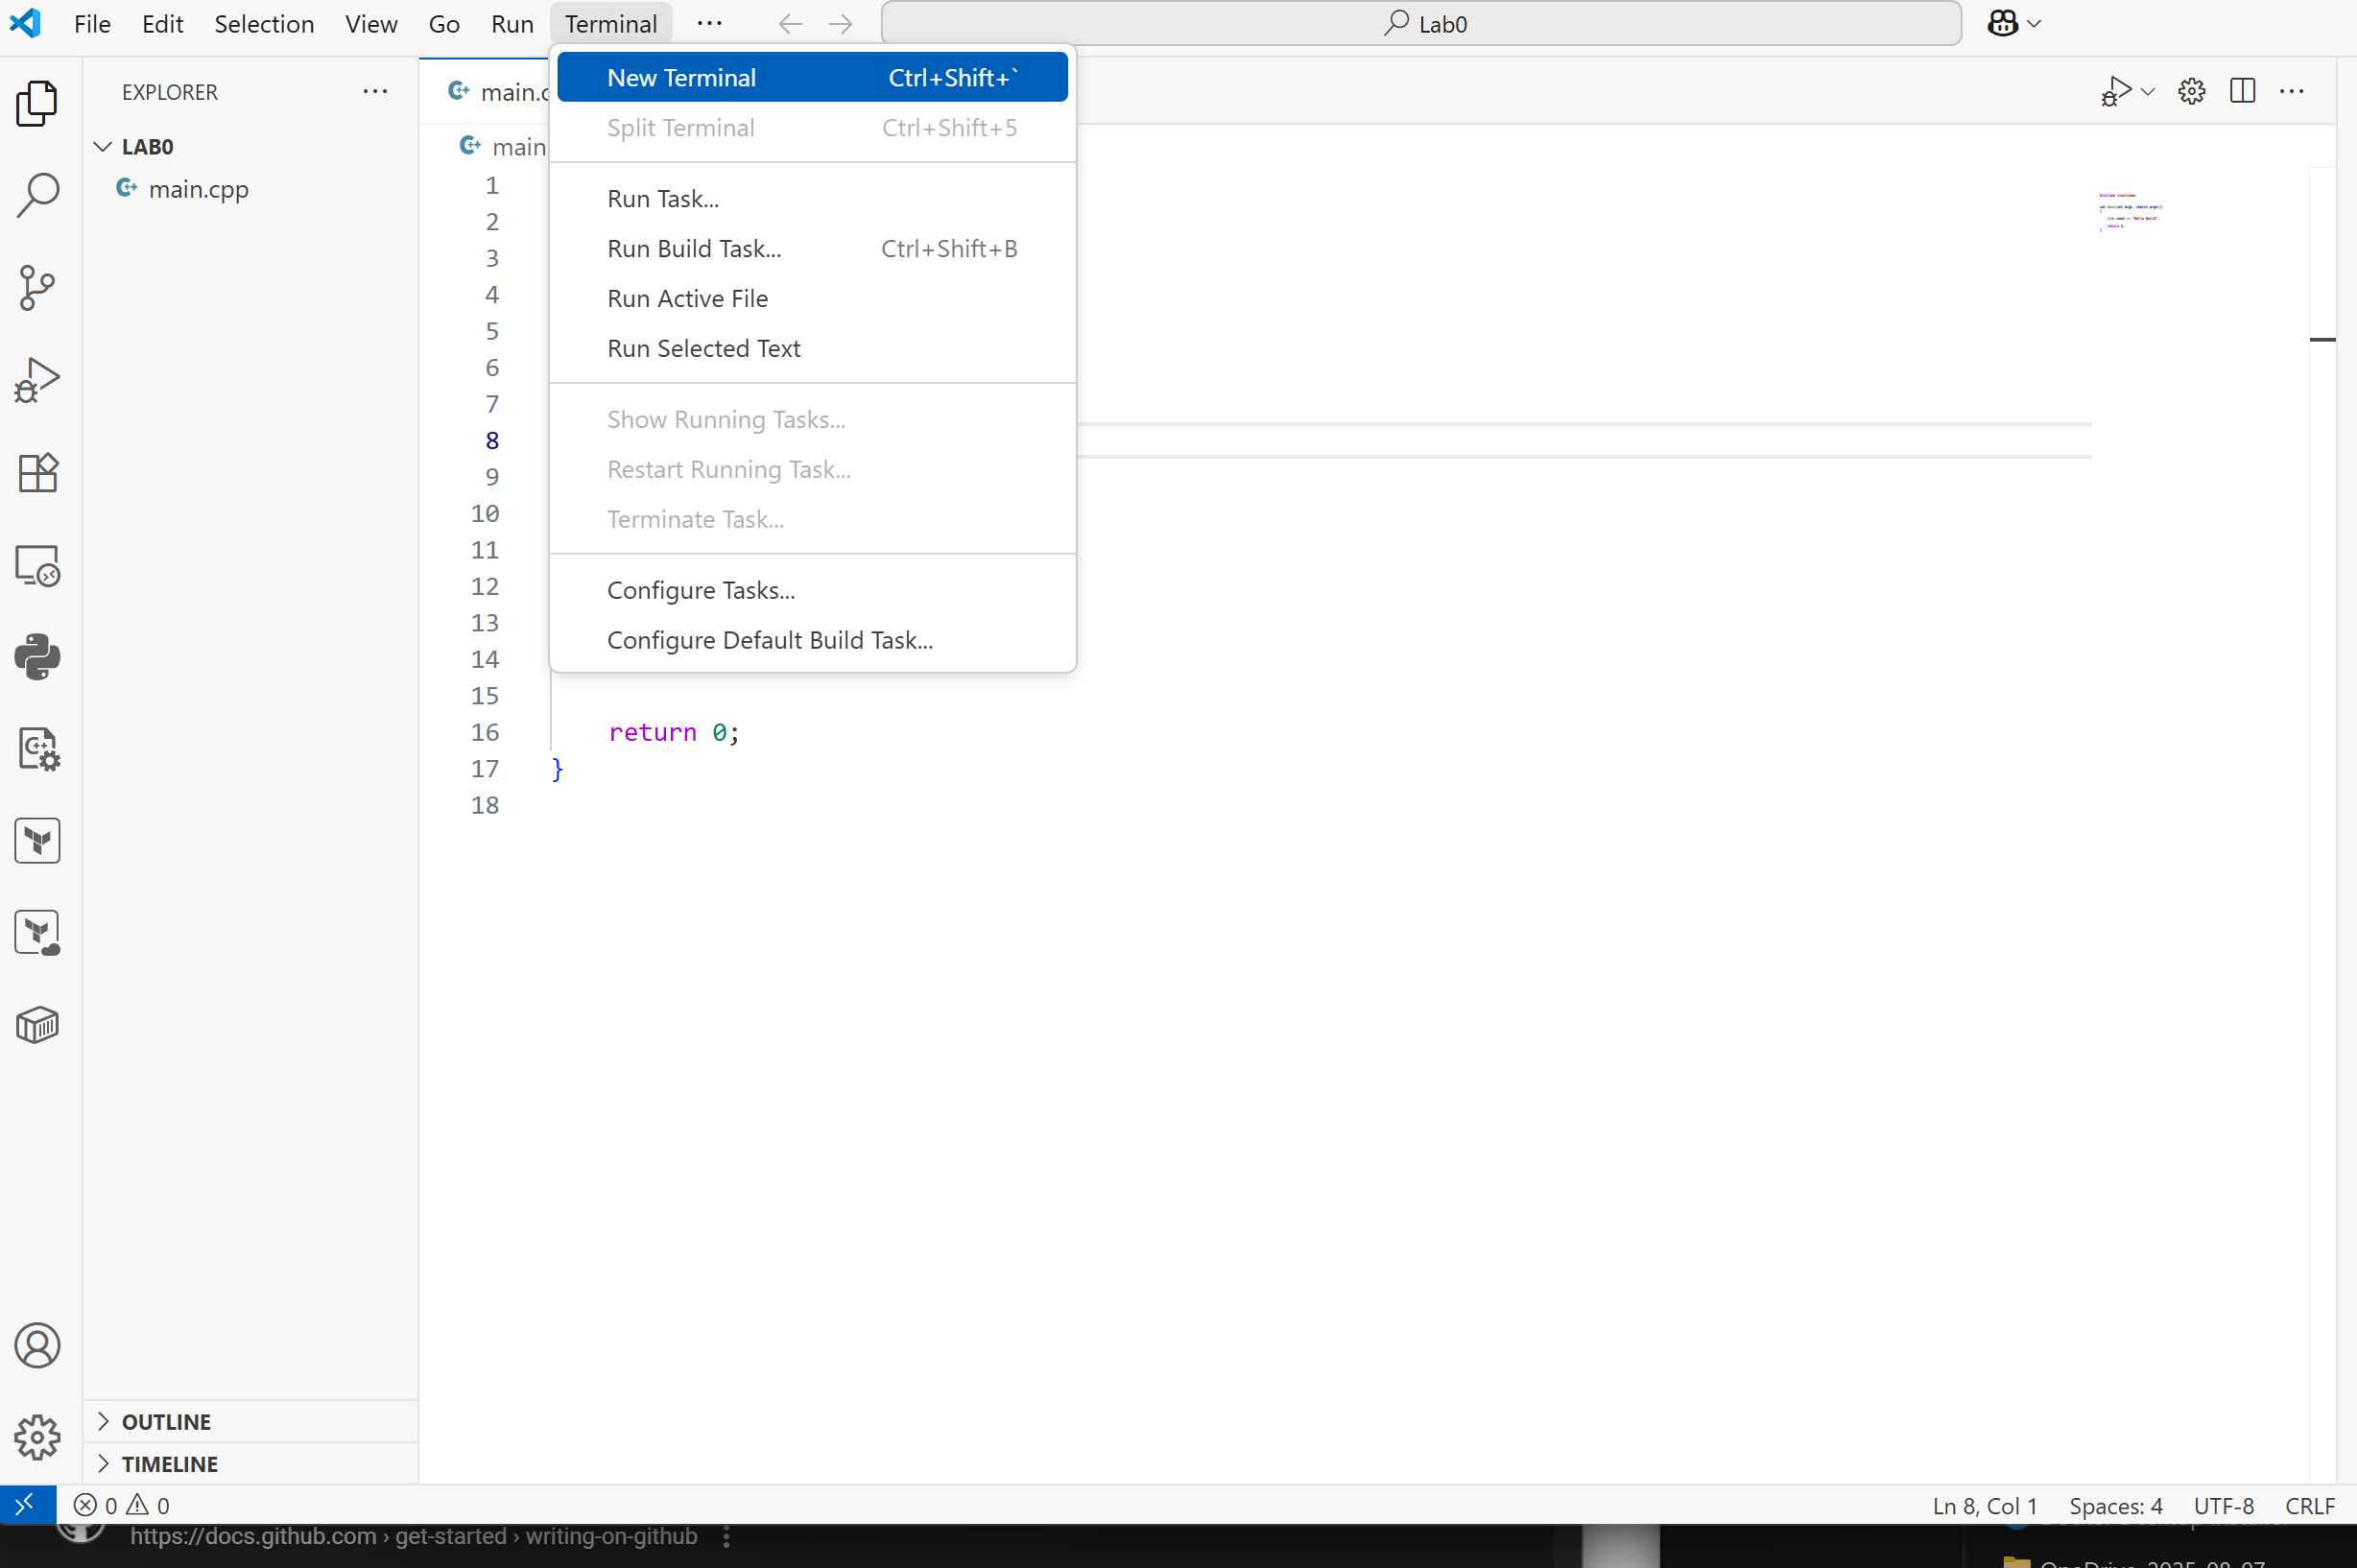 File Edit Selection View Go Run Terminal ··· Lab0
EXPLORER ···
LAB0
main.cpp
main.c
main
New Terminal Ctrl+Shift+`
Split Terminal Ctrl+Shift+5
Run Task...
Run Build Task... Ctrl+Shift+B
Run Active File
Run Selected Text
Show Running Tasks...
Restart Running Task...
Terminate Task...
Configure Tasks...
Configure Default Build Task...
1
2
3
4
5
6
7
8
9
10
11
12
13
14
15
16 return 0;
17 }
18
OUTLINE
TIMELINE
0 0 Ln 8, Col 1 Spaces: 4 UTF-8 CRLF
https://docs.github.com › get-started › writing-on-github